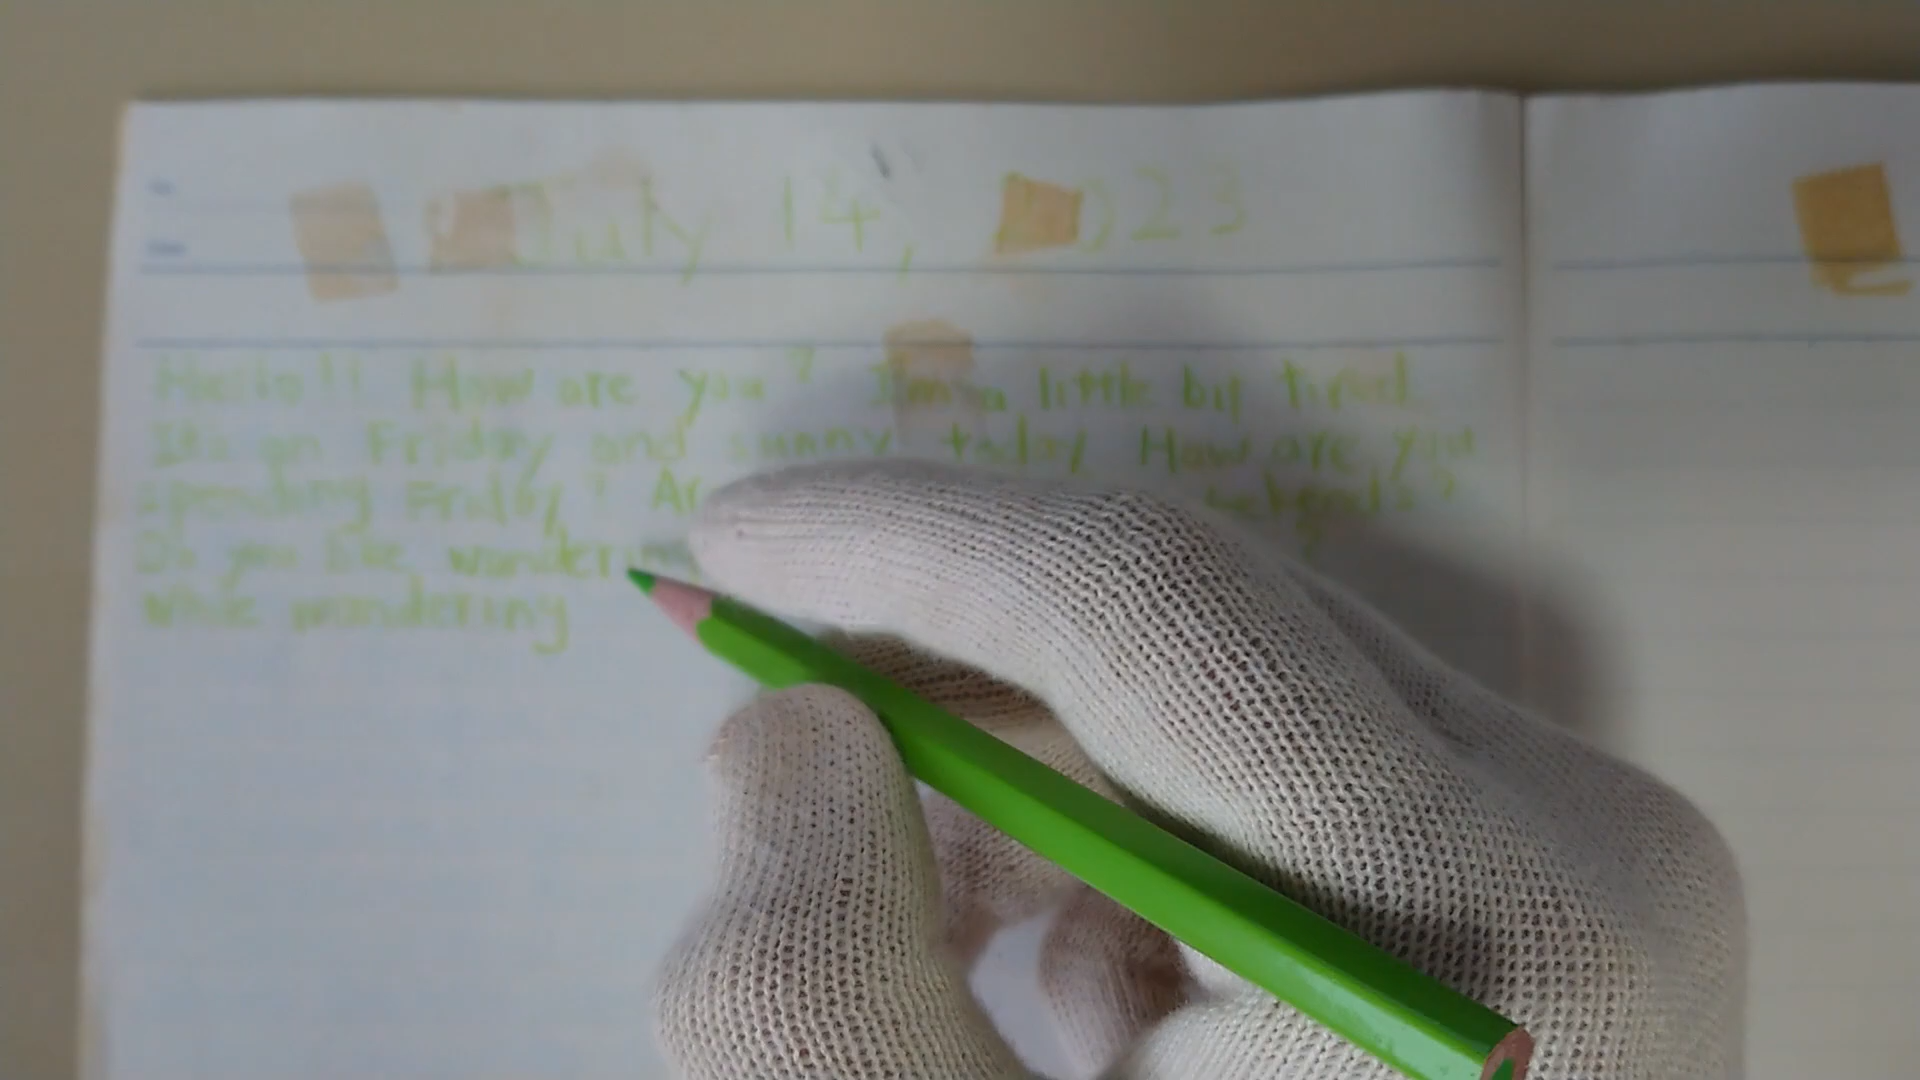 July 14, 2023
Hello!! How are you? I'm a little bit tired.
It's on Friday and sunny today. How are you
spending Friday? Ar
Do you like wandering
While wandering